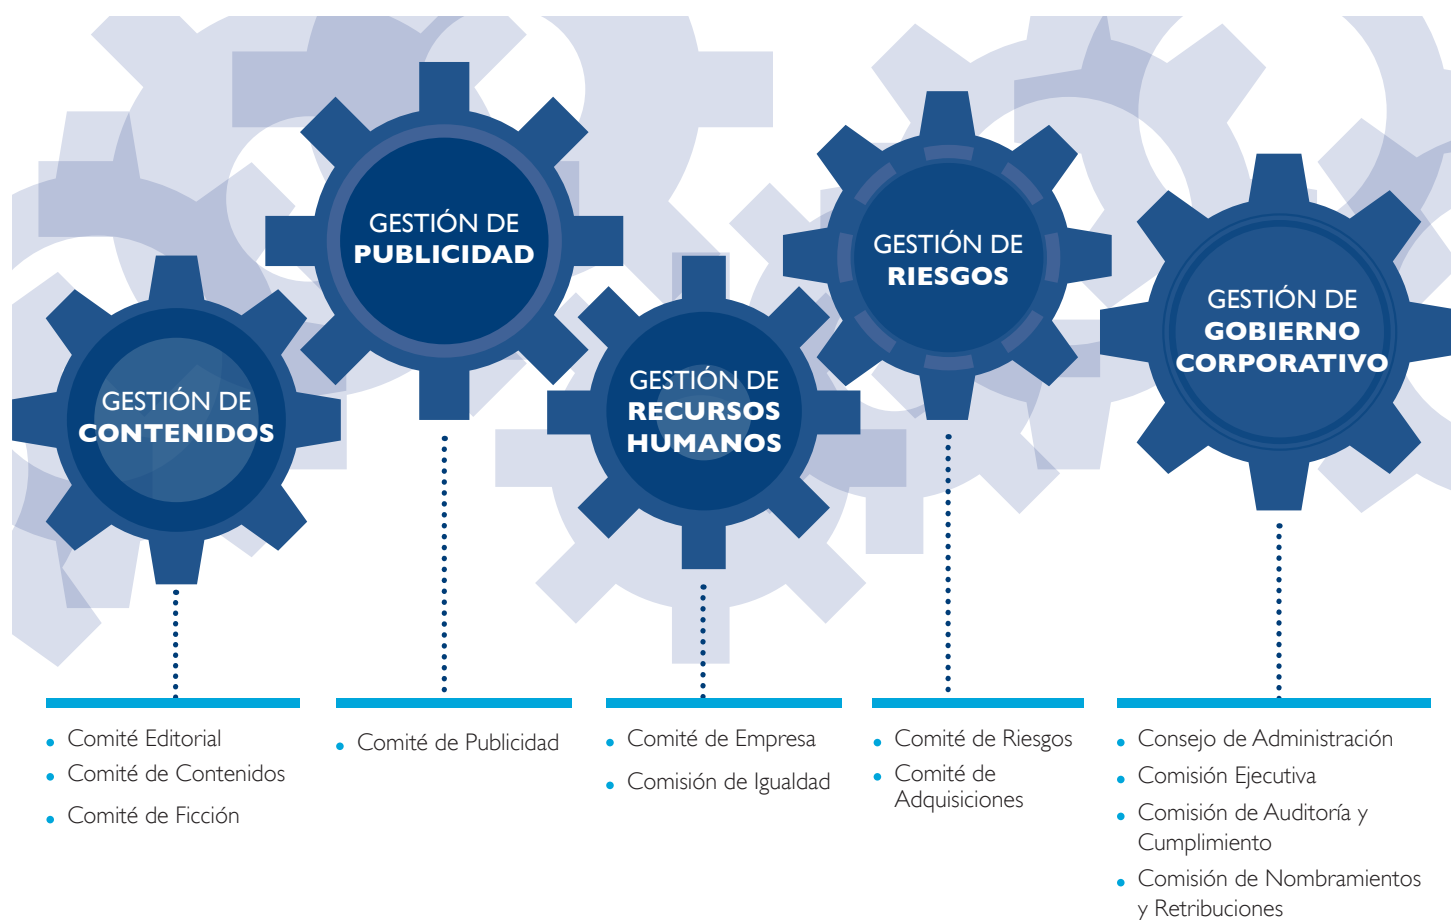 GESTIÓN DE
CONTENIDOS
GESTIÓN DE
PUBLICIDAD
GESTIÓN DE
RECURSOS
HUMANOS
GESTIÓN DE
RIESGOS
GESTIÓN DE
GOBIERNO
CORPORATIVO
• Comité Editorial
• Comité de Contenidos
• Comité de Ficción
• Comité de Publicidad
• Comité de Empresa
• Comisión de Igualdad
• Comité de Riesgos
• Comité de
Adquisiciones
• Consejo de Administración
• Comisión Ejecutiva
• Comisión de Auditoría y
Cumplimiento
• Comisión de Nombramientos
y Retribuciones